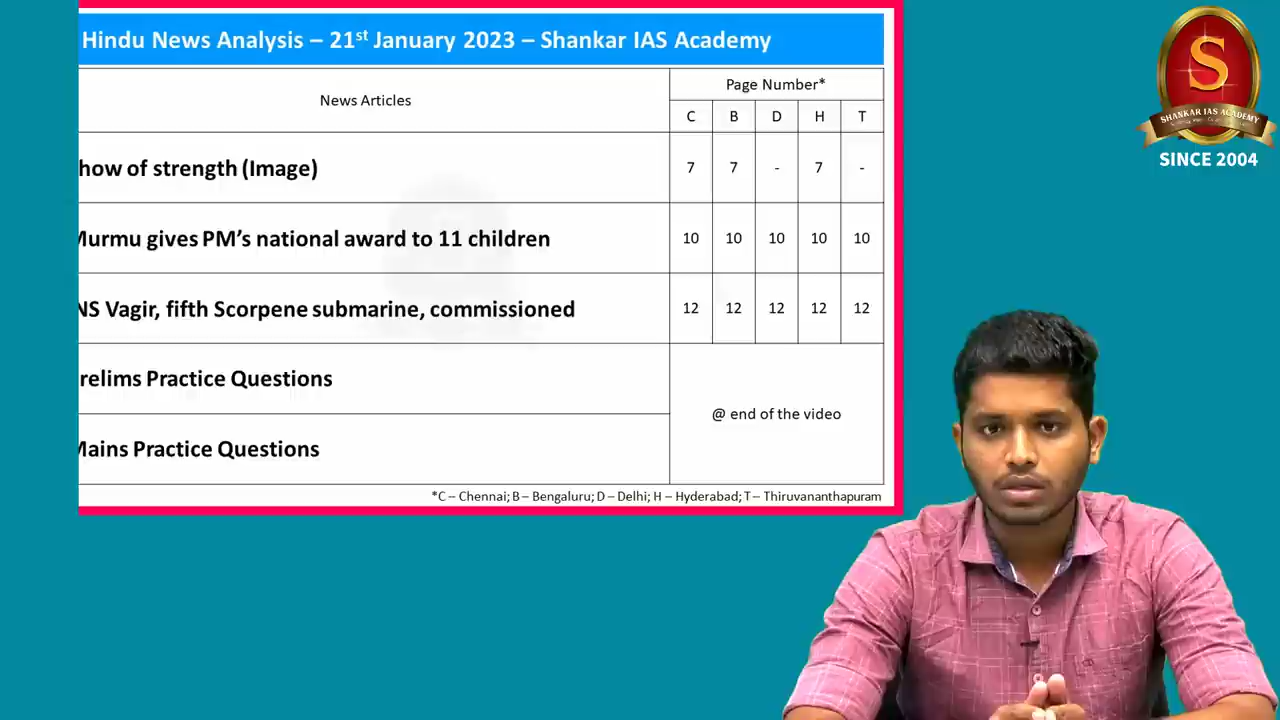 Hindu News Analysis – 21st January 2023 – Shankar IAS Academy
News Articles
Page Number*
C B D H T
how of strength (Image) 7 7 - 7 -
Murmu gives PM's national award to 11 children 10 10 10 10 10
NS Vagir, fifth Scorpene submarine, commissioned 12 12 12 12 12
relims Practice Questions
@ end of the video
Mains Practice Questions
*C – Chennai; B – Bengaluru; D – Delhi; H – Hyderabad; T – Thiruvananthapuram
S
SHANKAR IAS ACADEMY
SINCE 2004